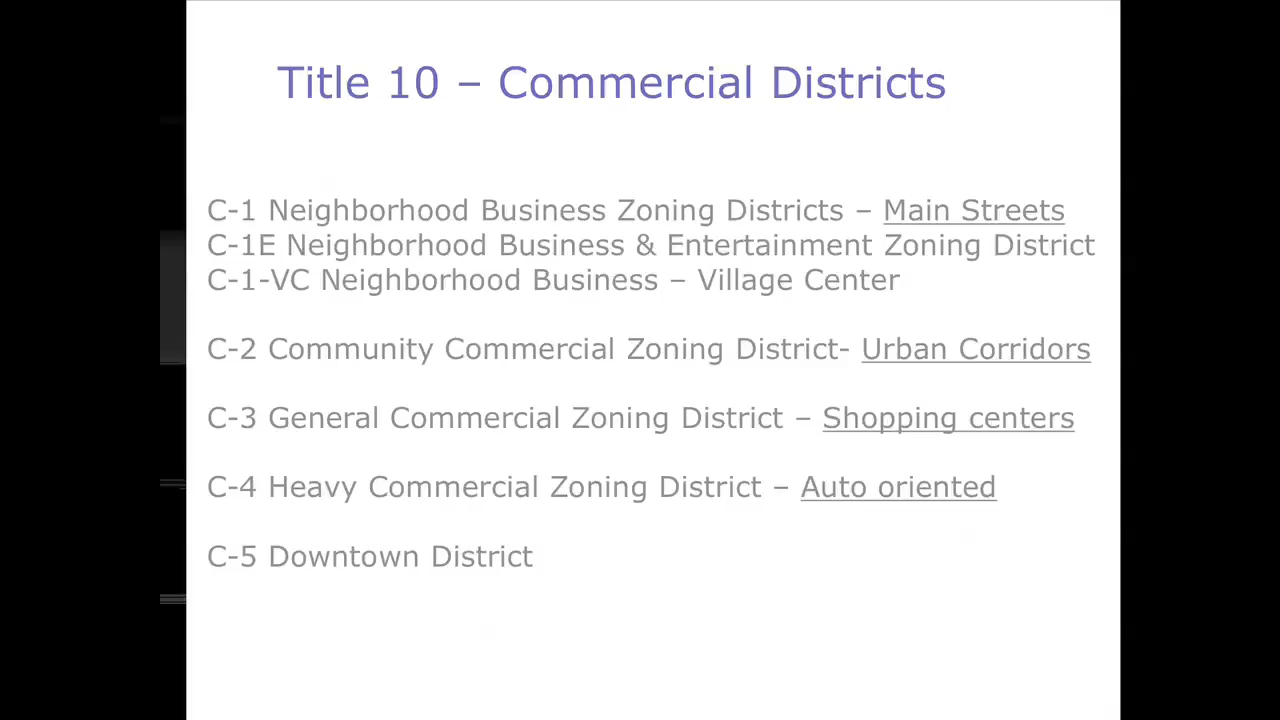 Title 10 – Commercial Districts
C-1 Neighborhood Business Zoning Districts – Main Streets
C-1E Neighborhood Business & Entertainment Zoning District
C-1-VC Neighborhood Business – Village Center
C-2 Community Commercial Zoning District- Urban Corridors
C-3 General Commercial Zoning District – Shopping centers
C-4 Heavy Commercial Zoning District – Auto oriented
C-5 Downtown District